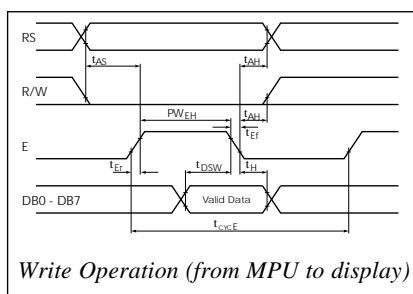 RS
tAS
tAH
R/W
PWEH
tAH
E
tEf
tEr
tDSW
tH
DB0 - DB7
Valid Data
tCYCE
Write Operation (from MPU to display)